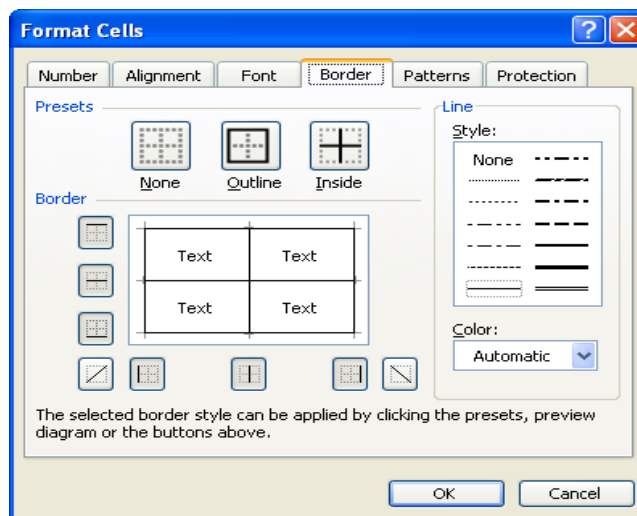 Format Cells
Number Alignment Font Border Patterns Protection
Presets
Line
Style:
None Outline Inside
None
Border
Text Text
Text Text
Color:
Automatic
The selected border style can be applied by clicking the presets, preview
diagram or the buttons above.
OK Cancel